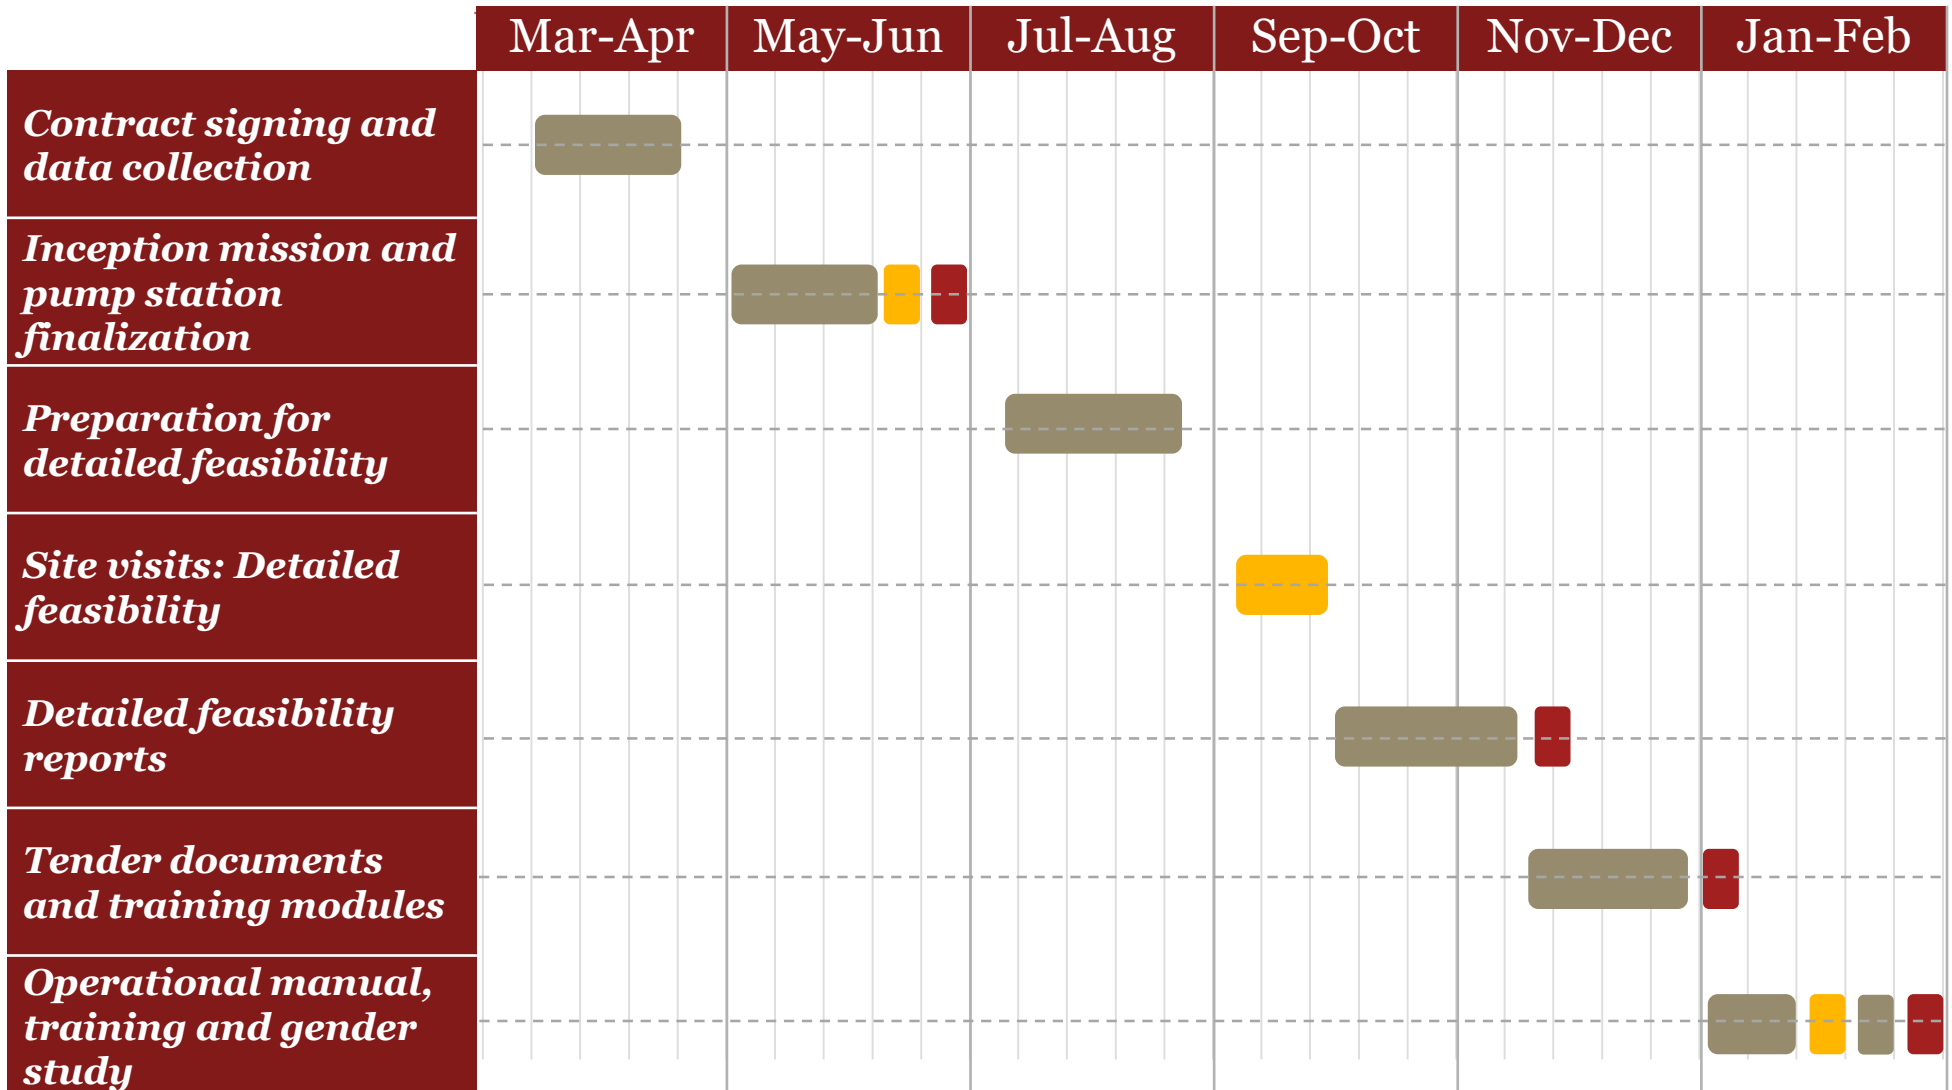 Mar-Apr May-Jun Jul-Aug Sep-Oct Nov-Dec Jan-Feb
Contract signing and
data collection
Inception mission and
pump station
finalization
Preparation for
detailed feasibility
Site visits: Detailed
feasibility
Detailed feasibility
reports
Tender documents
and training modules
Operational manual,
training and gender
study